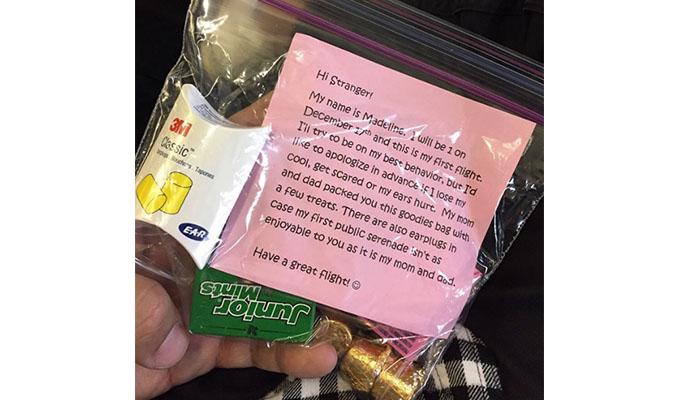 3M
Classic™
Bouchons Tapones
E·A·R
Hi Stranger!
My name is Madeline. I will be 1 on
December 17th and this is my first flight.
I'll try to be on my best behavior, but I'd
like to apologize in advance if I lose my
cool, get scared or my ears hurt. My mom
and dad packed you this goodies bag with
a few treats. There are also earplugs in
case my first public serenade isn't as
enjoyable to you as it is my mom and dad.
Have a great flight! ☺
Junior
Mints